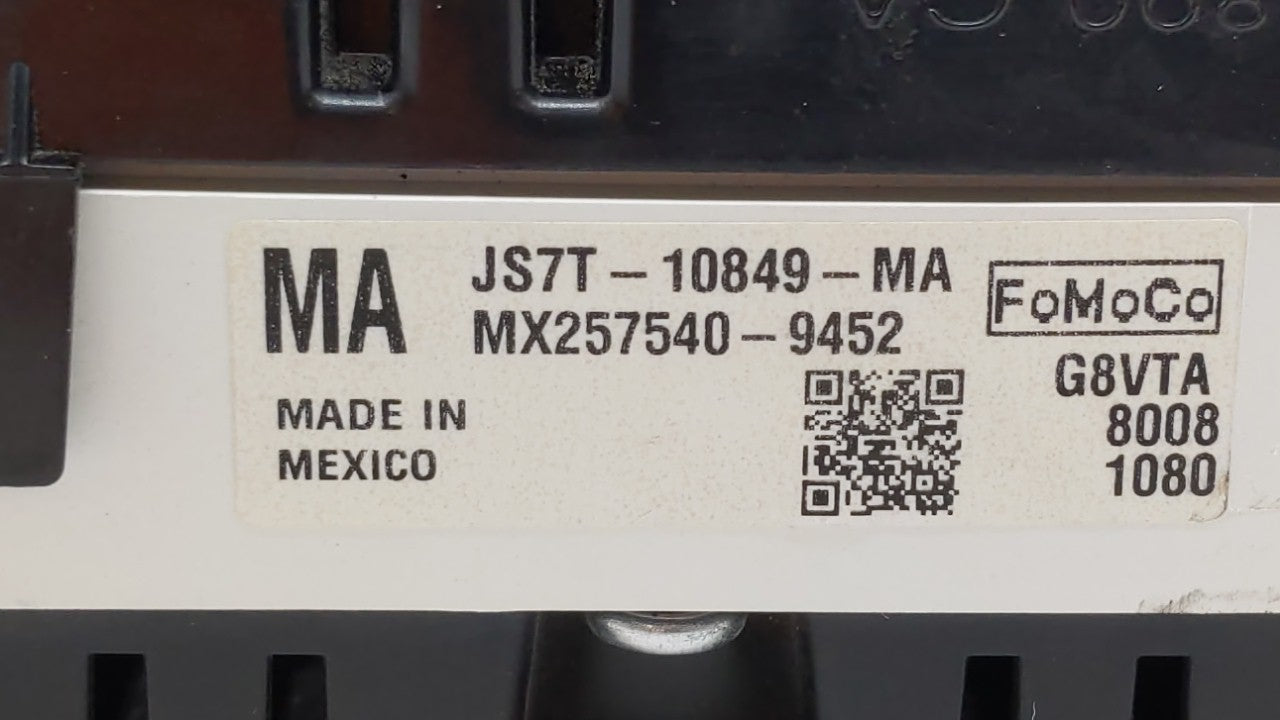 MA
JS7T-10849-MA
MX257540-9452
MADE IN
MEXICO
FoMoCo
G8VTA
8008
1080